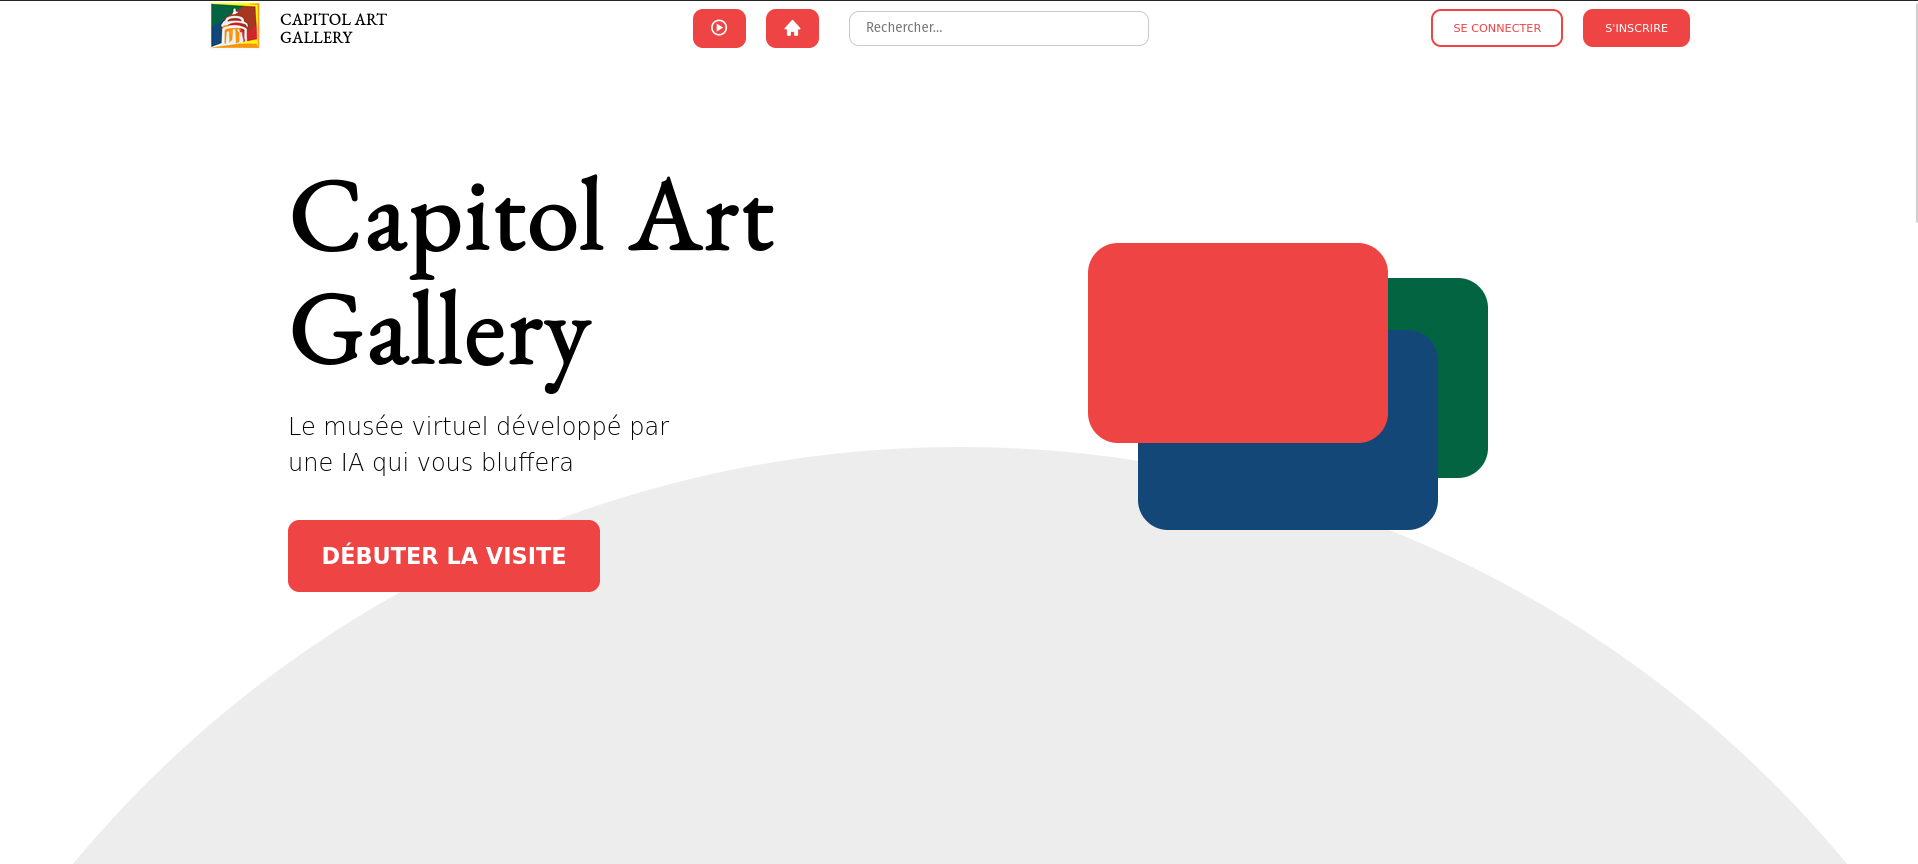 CAPITOL ART
GALLERY
Rechercher...
SE CONNECTER
S'INSCRIRE
Capitol Art
Gallery
Le musée virtuel développé par
une IA qui vous bluffera
DÉBUTER LA VISITE